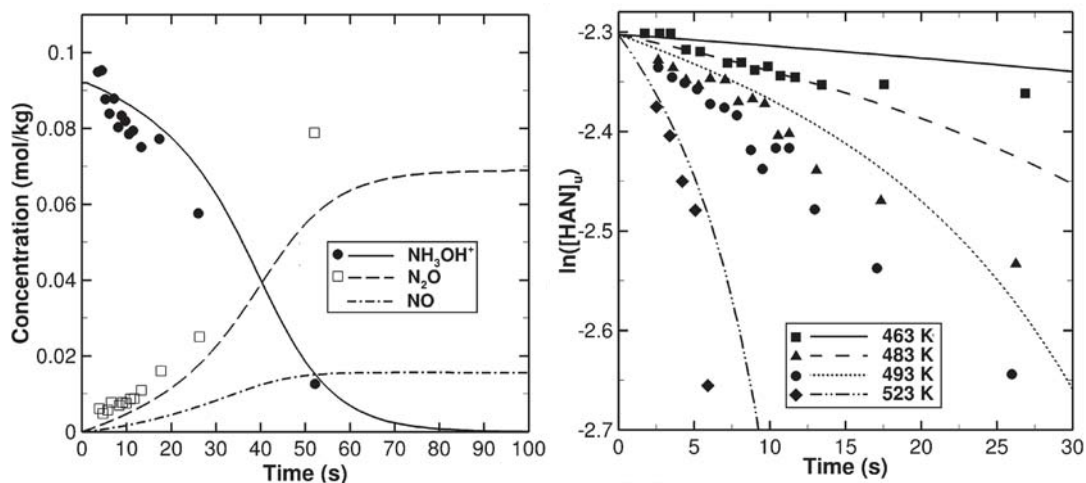 Concentration (mol/kg)
0.1
0.08
0.06
0.04
0.02
0
0 10 20 30 40 50 60 70 80 90 100
Time (s)
NH₃OH⁺
N₂O
NO
ln([HAN]ᵤ)
-2.3
-2.4
-2.5
-2.6
-2.7
0 5 10 15 20 25 30
Time (s)
463 K
483 K
493 K
523 K